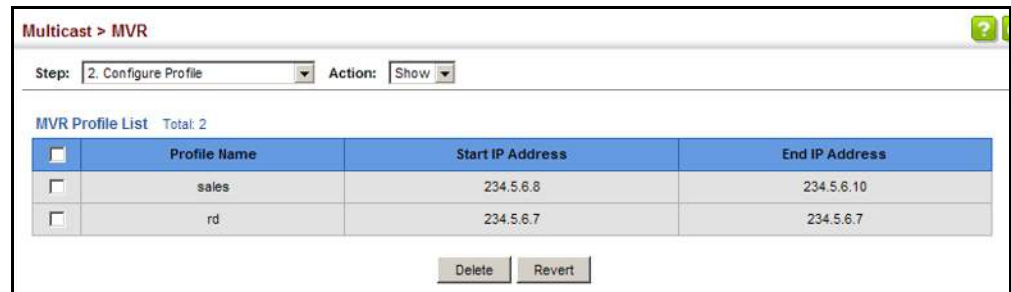 Multicast > MVR
?
Step: 2. Configure Profile Action: Show
MVR Profile List Total: 2
Profile Name Start IP Address End IP Address
sales 234.5.6.8 234.5.6.10
rd 234.5.6.7 234.5.6.7
Delete Revert